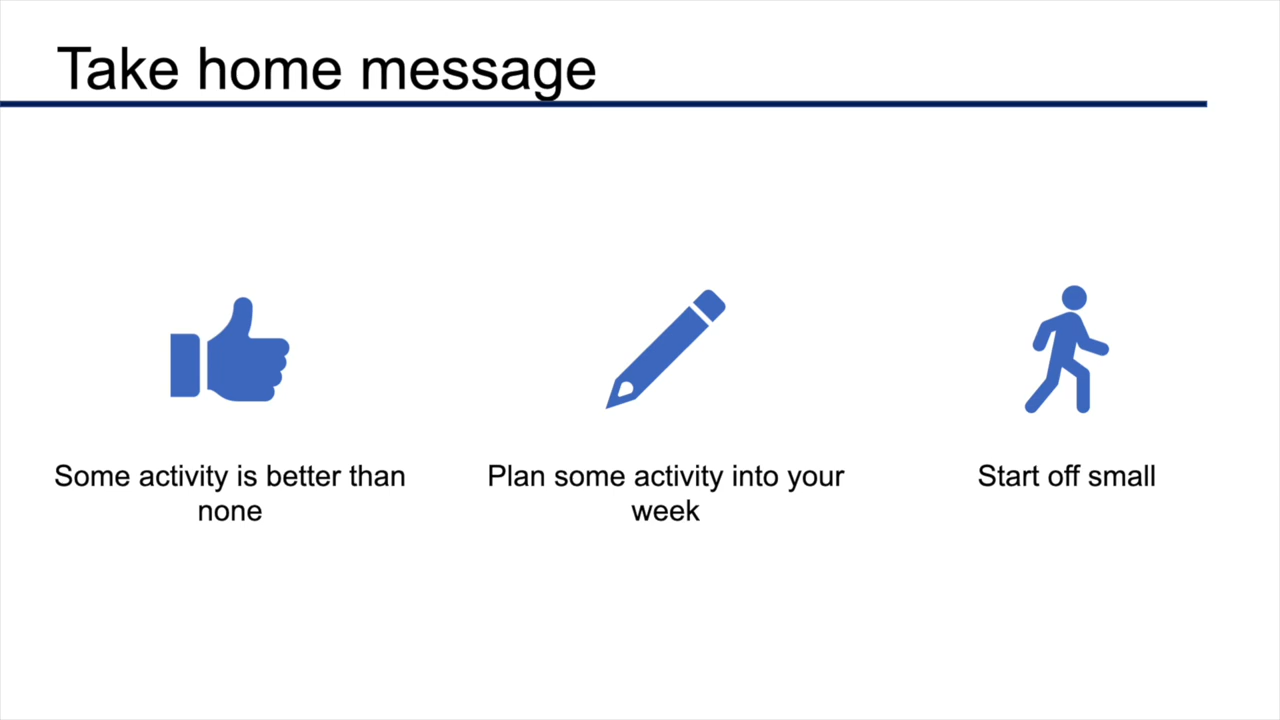 Take home message
Some activity is better than
none
Plan some activity into your
week
Start off small